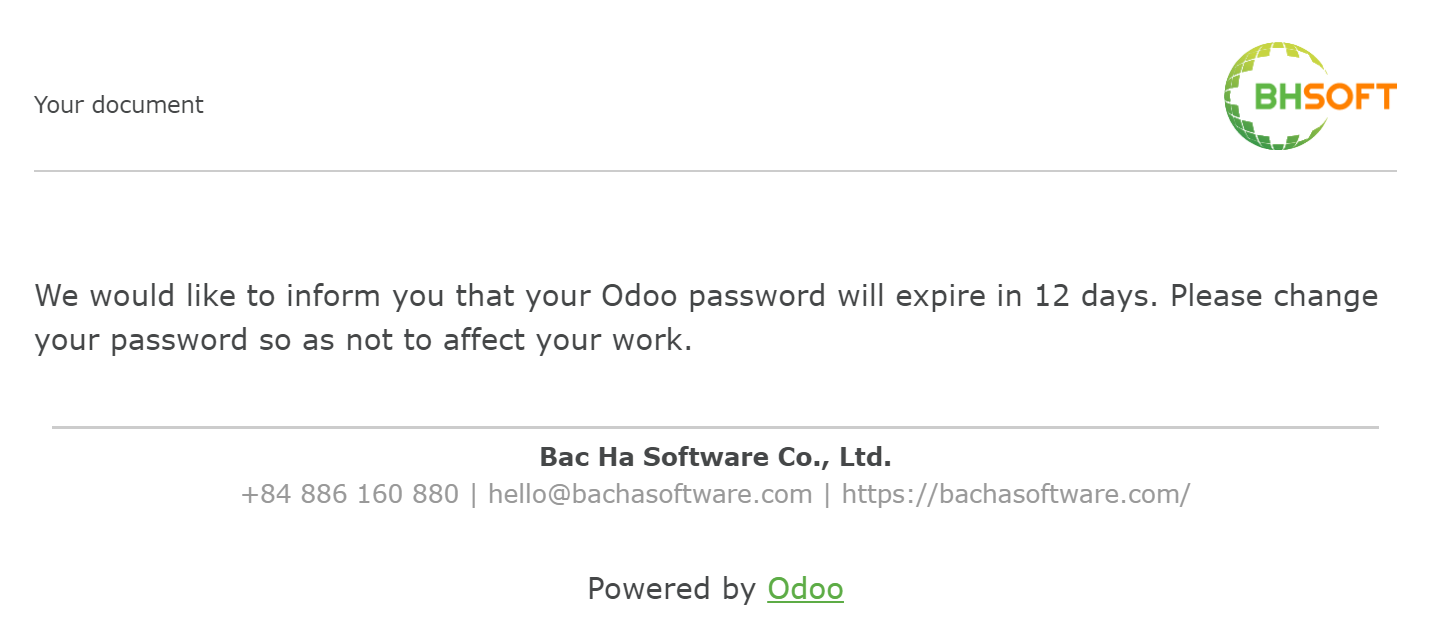 Your document
BHSOFT
We would like to inform you that your Odoo password will expire in 12 days. Please change
your password so as not to affect your work.
Bac Ha Software Co., Ltd.
+84 886 160 880 | hello@bachasoftware.com | https://bachasoftware.com/
Powered by Odoo